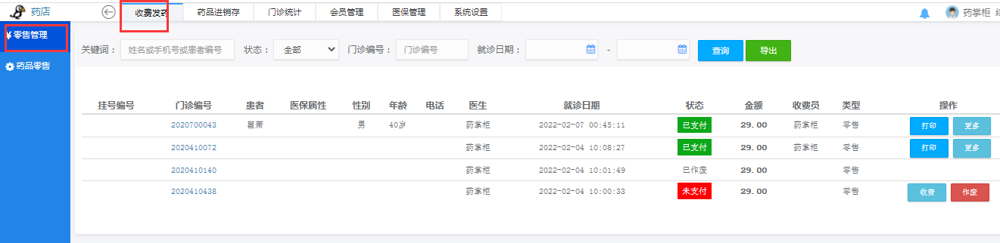 药店 收费发药 药品进销存 门诊统计 会员管理 医保管理 系统设置 药掌柜
¥ 零售管理
药品零售
关键词： 姓名或手机号或患者编号 状态： 全部 门诊编号： 门诊编号 就诊日期： - 查询 导出
挂号编号 门诊编号 患者 医保属性 性别 年龄 电话 医生 就诊日期 状态 金额 收费员 类型 操作
2020700043 翟萧 男 40岁 药掌柜 2022-02-07 00:45:11 已支付 29.00 药掌柜 零售 打印 更多
2020410072 药掌柜 2022-02-04 10:08:27 已支付 29.00 药掌柜 零售 打印 更多
2020410140 药掌柜 2022-02-04 10:01:49 已作废 29.00 零售
2020410438 药掌柜 2022-02-04 10:00:33 未支付 29.00 零售 收费 作废